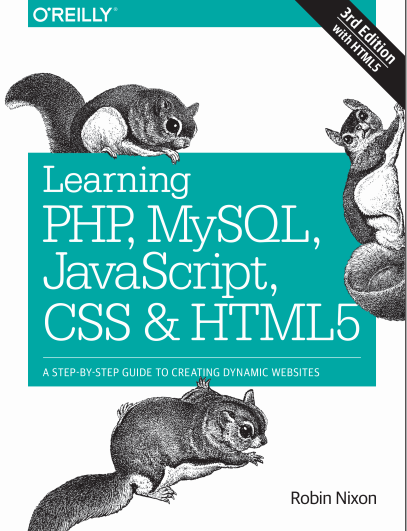 O'REILLY®
3rd Edition
with HTML5
Learning
PHP, MySQL,
JavaScript,
CSS & HTML5
A STEP-BY-STEP GUIDE TO CREATING DYNAMIC WEBSITES
Robin Nixon